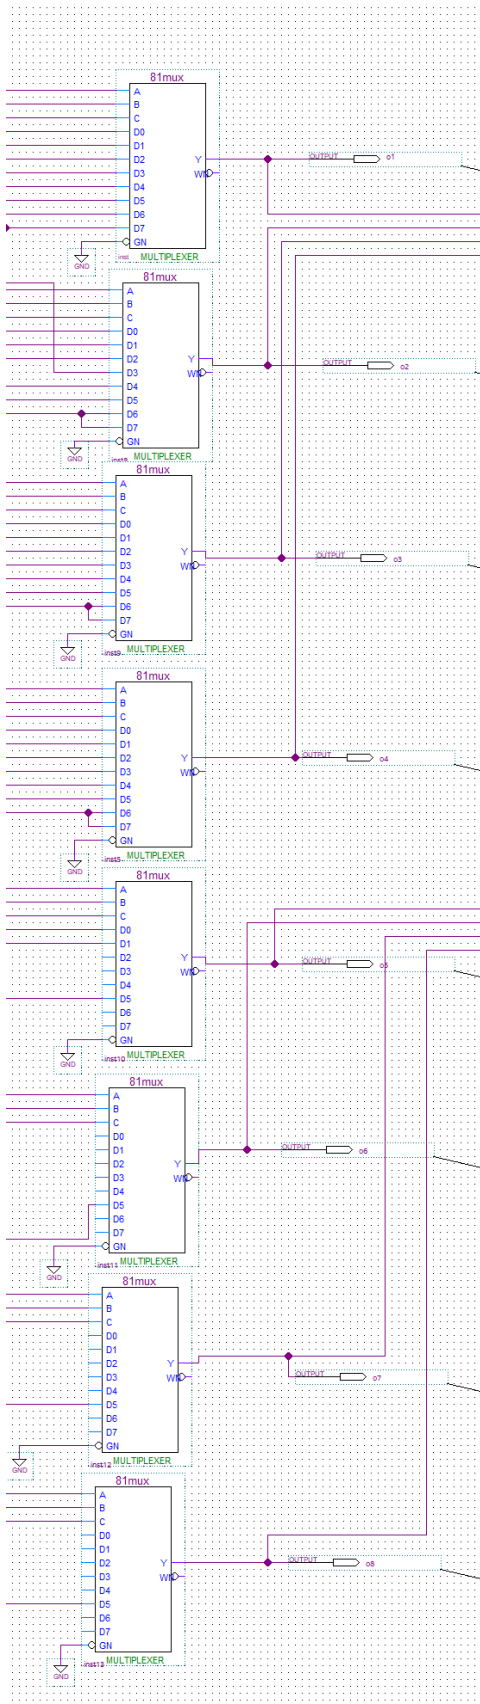 81mux
A
B
C
D0
D1
D2 Y
D3 WN
D4
D5
D6
D7
GN
inst MULTIPLEXER
GND
OUTPUT o1
81mux
A
B
C
D0
D1
D2 Y
D3 WN
D4
D5
D6
D7
GN
MULTIPLEXER
GND
OUTPUT o2
81mux
A
B
C
D0
D1
D2 Y
D3 WN
D4
D5
D6
D7
GN
inst9 MULTIPLEXER
GND
OUTPUT o3
81mux
A
B
C
D0
D1
D2 Y
D3 WN
D4
D5
D6
D7
GN
MULTIPLEXER
GND
OUTPUT o4
81mux
A
B
C
D0
D1
D2 Y
D3 WN
D4
D5
D6
D7
GN
inst10 MULTIPLEXER
GND
OUTPUT o5
81mux
A
B
C
D0
D1
D2 Y
D3 WN
D4
D5
D6
D7
GN
inst11 MULTIPLEXER
GND
OUTPUT o6
81mux
A
B
C
D0
D1
D2 Y
D3 WN
D4
D5
D6
D7
GN
inst12 MULTIPLEXER
GND
OUTPUT o7
81mux
A
B
C
D0
D1
D2 Y
D3 WN
D4
D5
D6
D7
GN
inst13 MULTIPLEXER
GND
OUTPUT o8